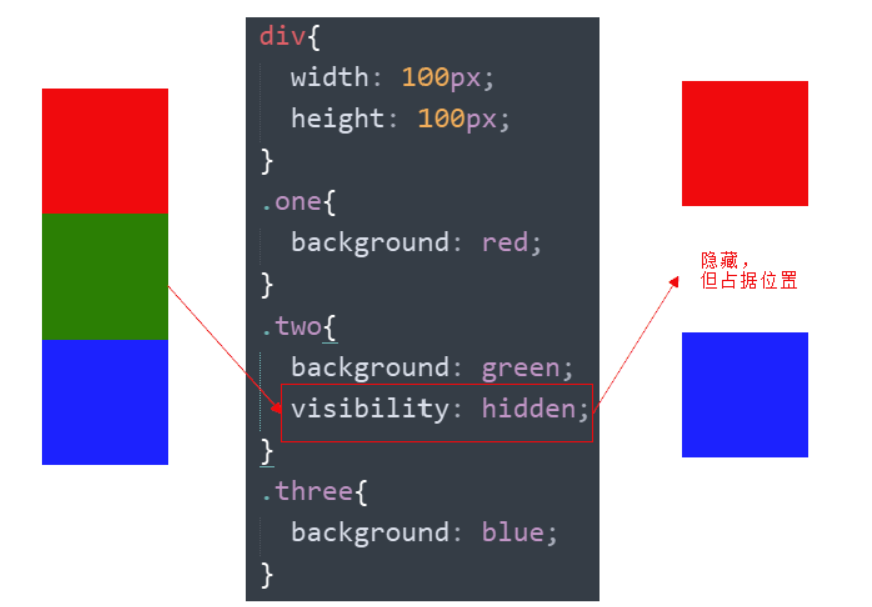 div{
width: 100px;
height: 100px;
}
.one{
background: red;
}
.two{
background: green;
visibility: hidden;
}
.three{
background: blue;
}
隐藏，
但占据位置